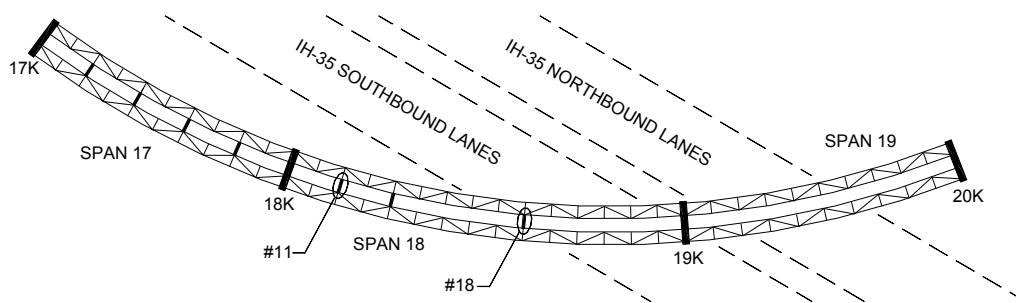 IH-35 SOUTHBOUND LANES
IH-35 NORTHBOUND LANES
17K
SPAN 17
SPAN 19
18K
20K
#11
SPAN 18
19K
#18